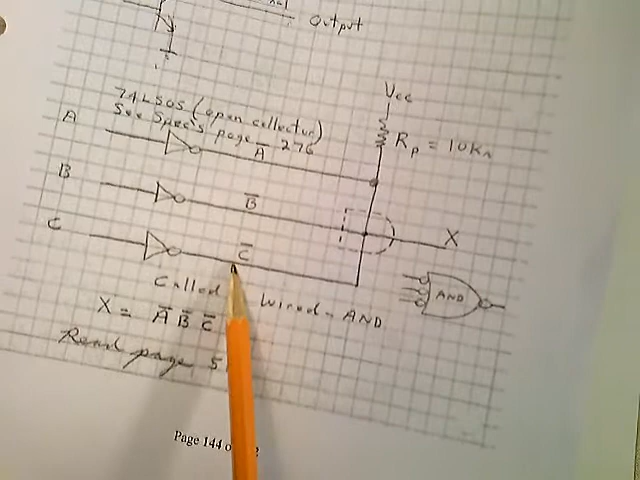 Output
Vcc
74LS05 (open collector)
See Spec's page 276
A
A̅
Rp = 10KΩ
B
B̅
X
C
C̅
AND
Called Wired-AND
X = A̅ B̅ C̅
Read page 5
Page 144 o